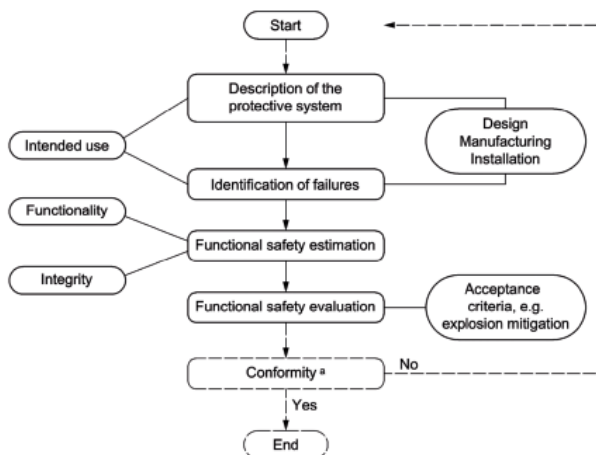 Start
Description of the
protective system
Design
Manufacturing
Installation
Intended use
Identification of failures
Functionality
Functional safety estimation
Integrity
Functional safety evaluation
Acceptance
criteria, e.g.
explosion mitigation
Conformity a
No
Yes
End